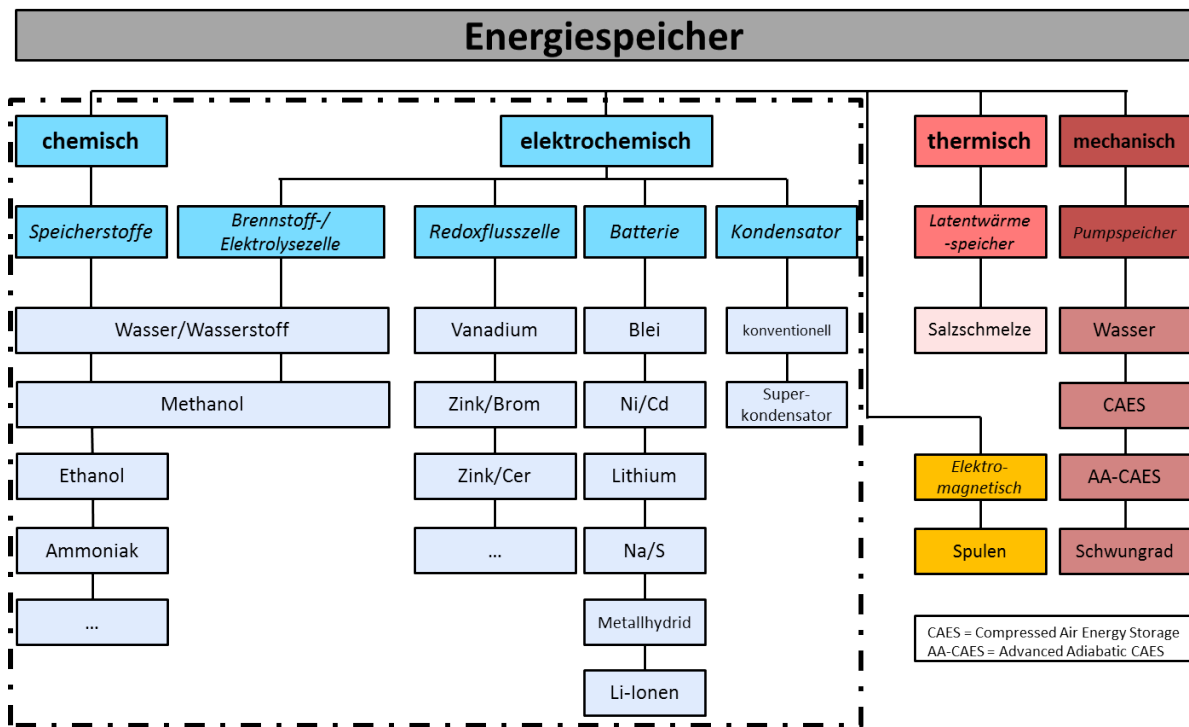 Energiespeicher
chemisch
elektrochemisch
thermisch
mechanisch
Speicherstoffe
Brennstoff-/
Elektrolysezelle
Redoxflusszelle
Batterie
Kondensator
Latentwärme
-speicher
Pumpspeicher
Wasser/Wasserstoff
Vanadium
Blei
konventionell
Salzschmelze
Wasser
Methanol
Zink/Brom
Ni/Cd
Super-
kondensator
CAES
Ethanol
Zink/Cer
Lithium
Elektro-
magnetisch
AA-CAES
Ammoniak
...
Na/S
Spulen
Schwungrad
...
Metallhydrid
Li-Ionen
CAES = Compressed Air Energy Storage
AA-CAES = Advanced Adiabatic CAES